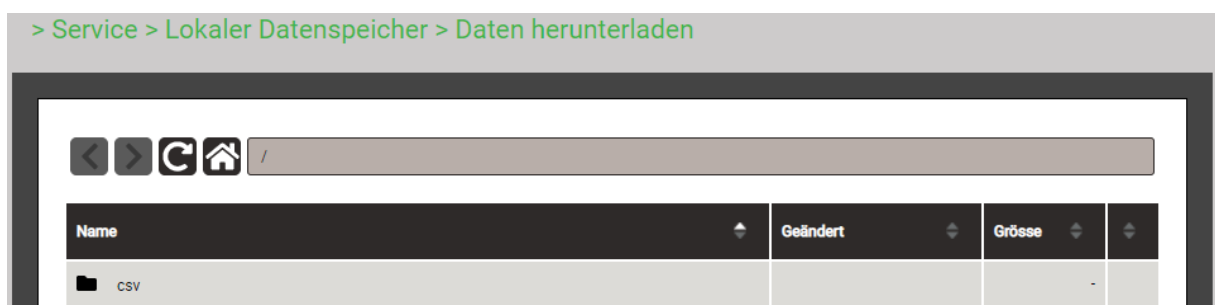 > Service > Lokaler Datenspeicher > Daten herunterladen
/
Name Geändert Grösse
csv -